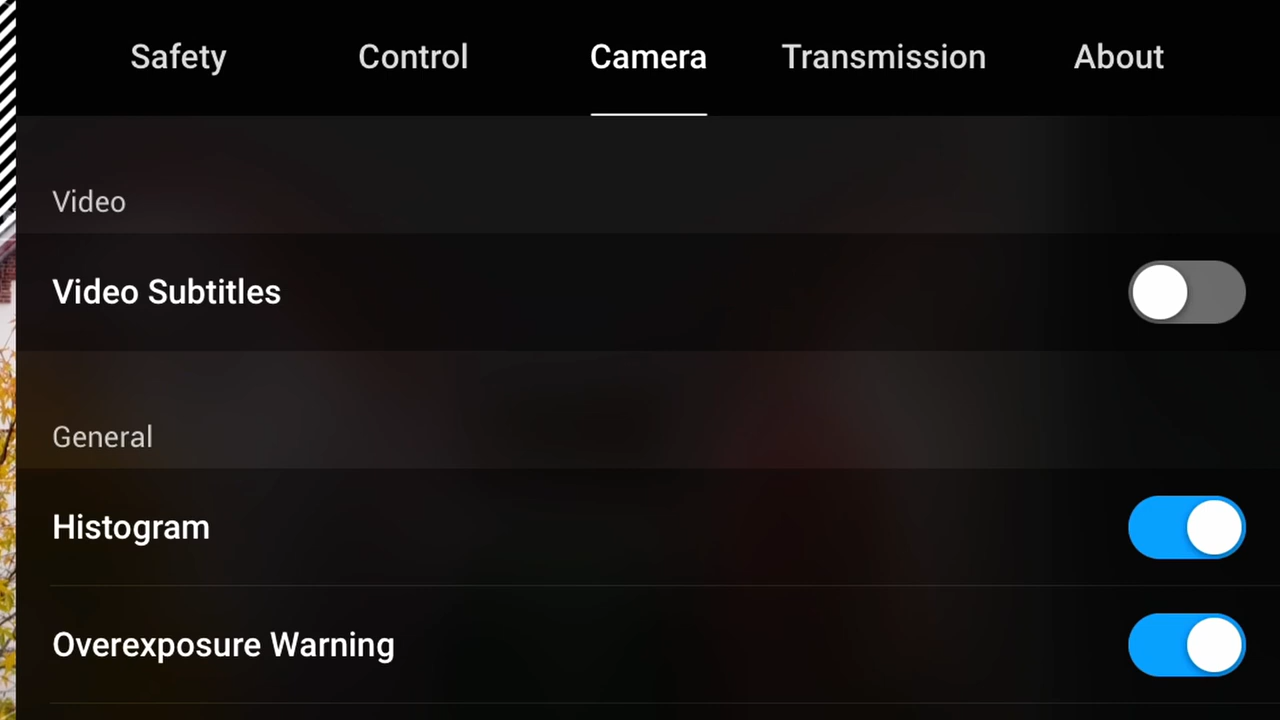 Safety Control Camera Transmission About
Video
Video Subtitles
General
Histogram
Overexposure Warning